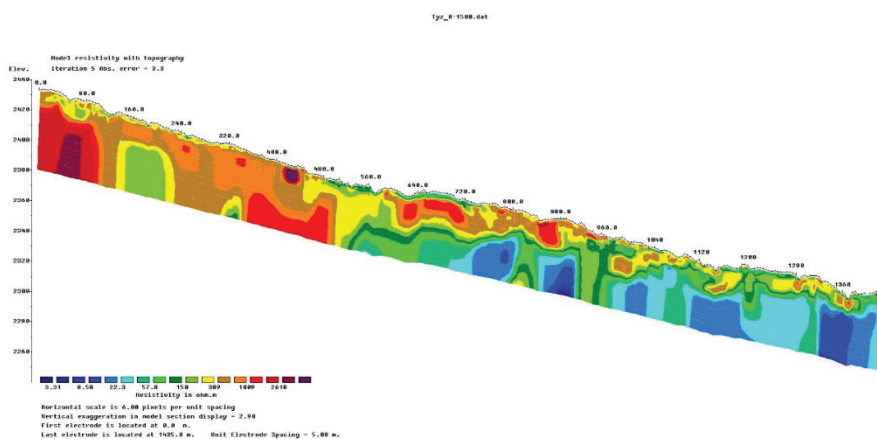 Tyr_0-1500.dat
Model resistivity with topography
Iteration 5 Abs. error = 3.3
Elev.
0.0
2440
80.0
2420
160.0
240.0
2400
320.0
400.0
480.0
2380
560.0
640.0
720.0
2360
800.0
880.0
2340
960.0
1040
1120
2320
1200
1280
1360
2300
2280
2260
3.31 8.50 22.3 57.8 150 389 1009 2618
Resistivity in ohm.m
Horizontal scale is 6.00 pixels per unit spacing
Vertical exaggeration in model section display = 2.90
First electrode is located at 0.0 m.
Last electrode is located at 1485.0 m. Unit Electrode Spacing = 5.00 m.